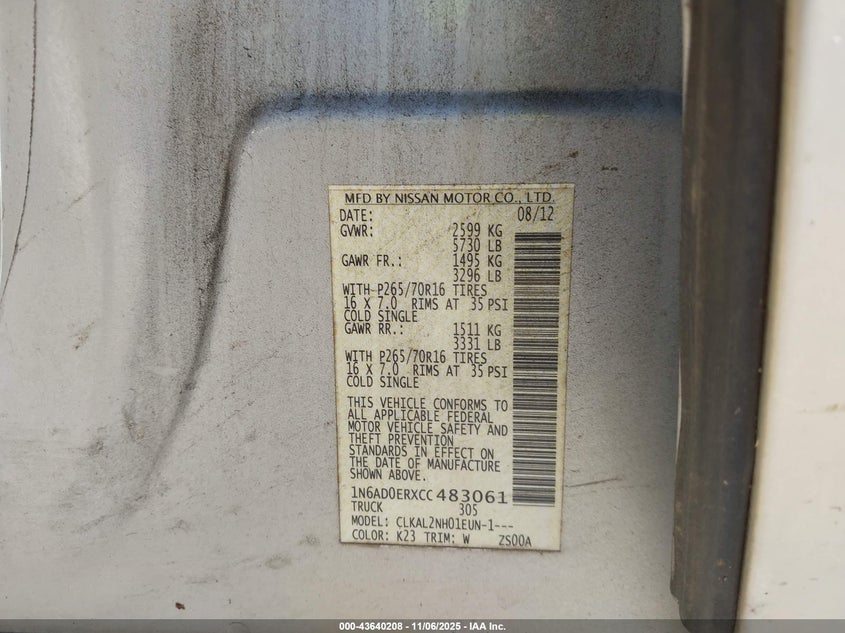 MFD BY NISSAN MOTOR CO., LTD.
DATE: 08/12
GVWR: 2599 KG
5730 LB
GAWR FR.: 1495 KG
3296 LB
WITH P265/70R16 TIRES
16 X 7.0 RIMS AT 35 PSI
COLD SINGLE
GAWR RR.: 1511 KG
3331 LB
WITH P265/70R16 TIRES
16 X 7.0 RIMS AT 35 PSI
COLD SINGLE
THIS VEHICLE CONFORMS TO
ALL APPLICABLE FEDERAL
MOTOR VEHICLE SAFETY AND
THEFT PREVENTION
STANDARDS IN EFFECT ON
THE DATE OF MANUFACTURE
SHOWN ABOVE.
1N6AD0ERXCC483061
TRUCK 305
MODEL: CLKAL2NH01EUN-1---
COLOR: K23 TRIM: W ZS00A
000-43640208 - 11/06/2025 - IAA Inc.